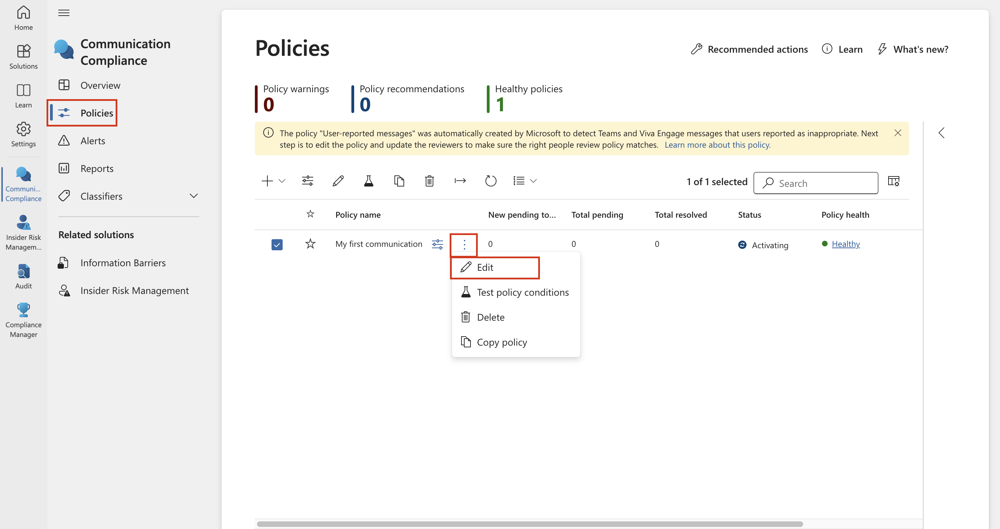 Home
Solutions
Learn
Settings
Communi...
Compliance
Insider Risk
Managem...
Audit
Compliance
Manager
Communication
Compliance
Overview
Policies
Alerts
Reports
Classifiers
Related solutions
Information Barriers
Insider Risk Management
Policies
Recommended actions
Learn
What's new?
Policy warnings
0
Policy recommendations
0
Healthy policies
1
The policy "User-reported messages" was automatically created by Microsoft to detect Teams and Viva Engage messages that users reported as inappropriate. Next
step is to edit the policy and update the reviewers to make sure the right people review policy matches. Learn more about this policy.
1 of 1 selected
Search
Policy name New pending to... Total pending Total resolved Status Policy health
My first communication 0 0 0 Activating Healthy
Edit
Test policy conditions
Delete
Copy policy